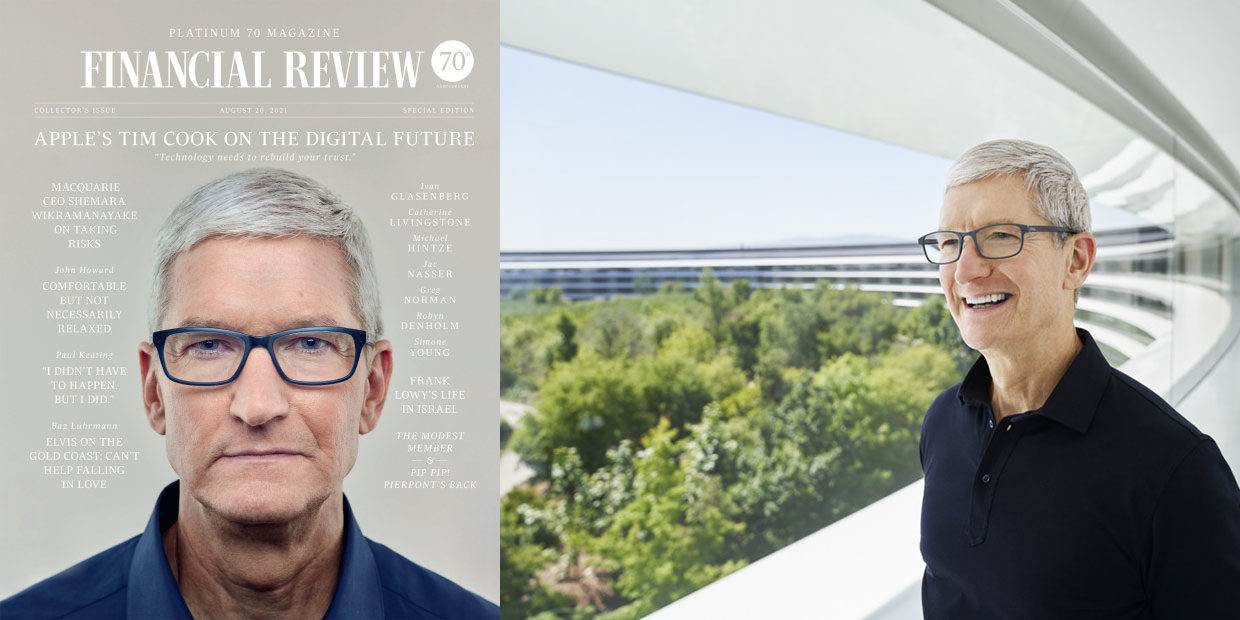 PLATINUM 70 MAGAZINE
FINANCIAL REVIEW
70TH
ANNIVERSARY
COLLECTOR'S ISSUE
AUGUST 20, 2021
SPECIAL EDITION
APPLE'S TIM COOK ON THE DIGITAL FUTURE
"Technology needs to rebuild your trust."
MACQUARIE
CEO SHEMARA
WIKRAMANAYAKE
ON TAKING
RISKS
John Howard
COMFORTABLE
BUT NOT
NECESSARILY
RELAXED
Paul Keating
"I DIDN'T HAVE
TO HAPPEN.
BUT I DID."
Baz Luhrmann
ELVIS ON THE
GOLD COAST: CAN'T
HELP FALLING
IN LOVE
Ivan
GLASENBERG
Catherine
LIVINGSTONE
Michael
HINTZE
Jac
NASSER
Greg
NORMAN
Robyn
DENHOLM
Simone
YOUNG
FRANK
LOWY'S LIFE
IN ISRAEL
THE MODEST
MEMBER
— & —
PIP PIP!
PIERPONT'S BACK